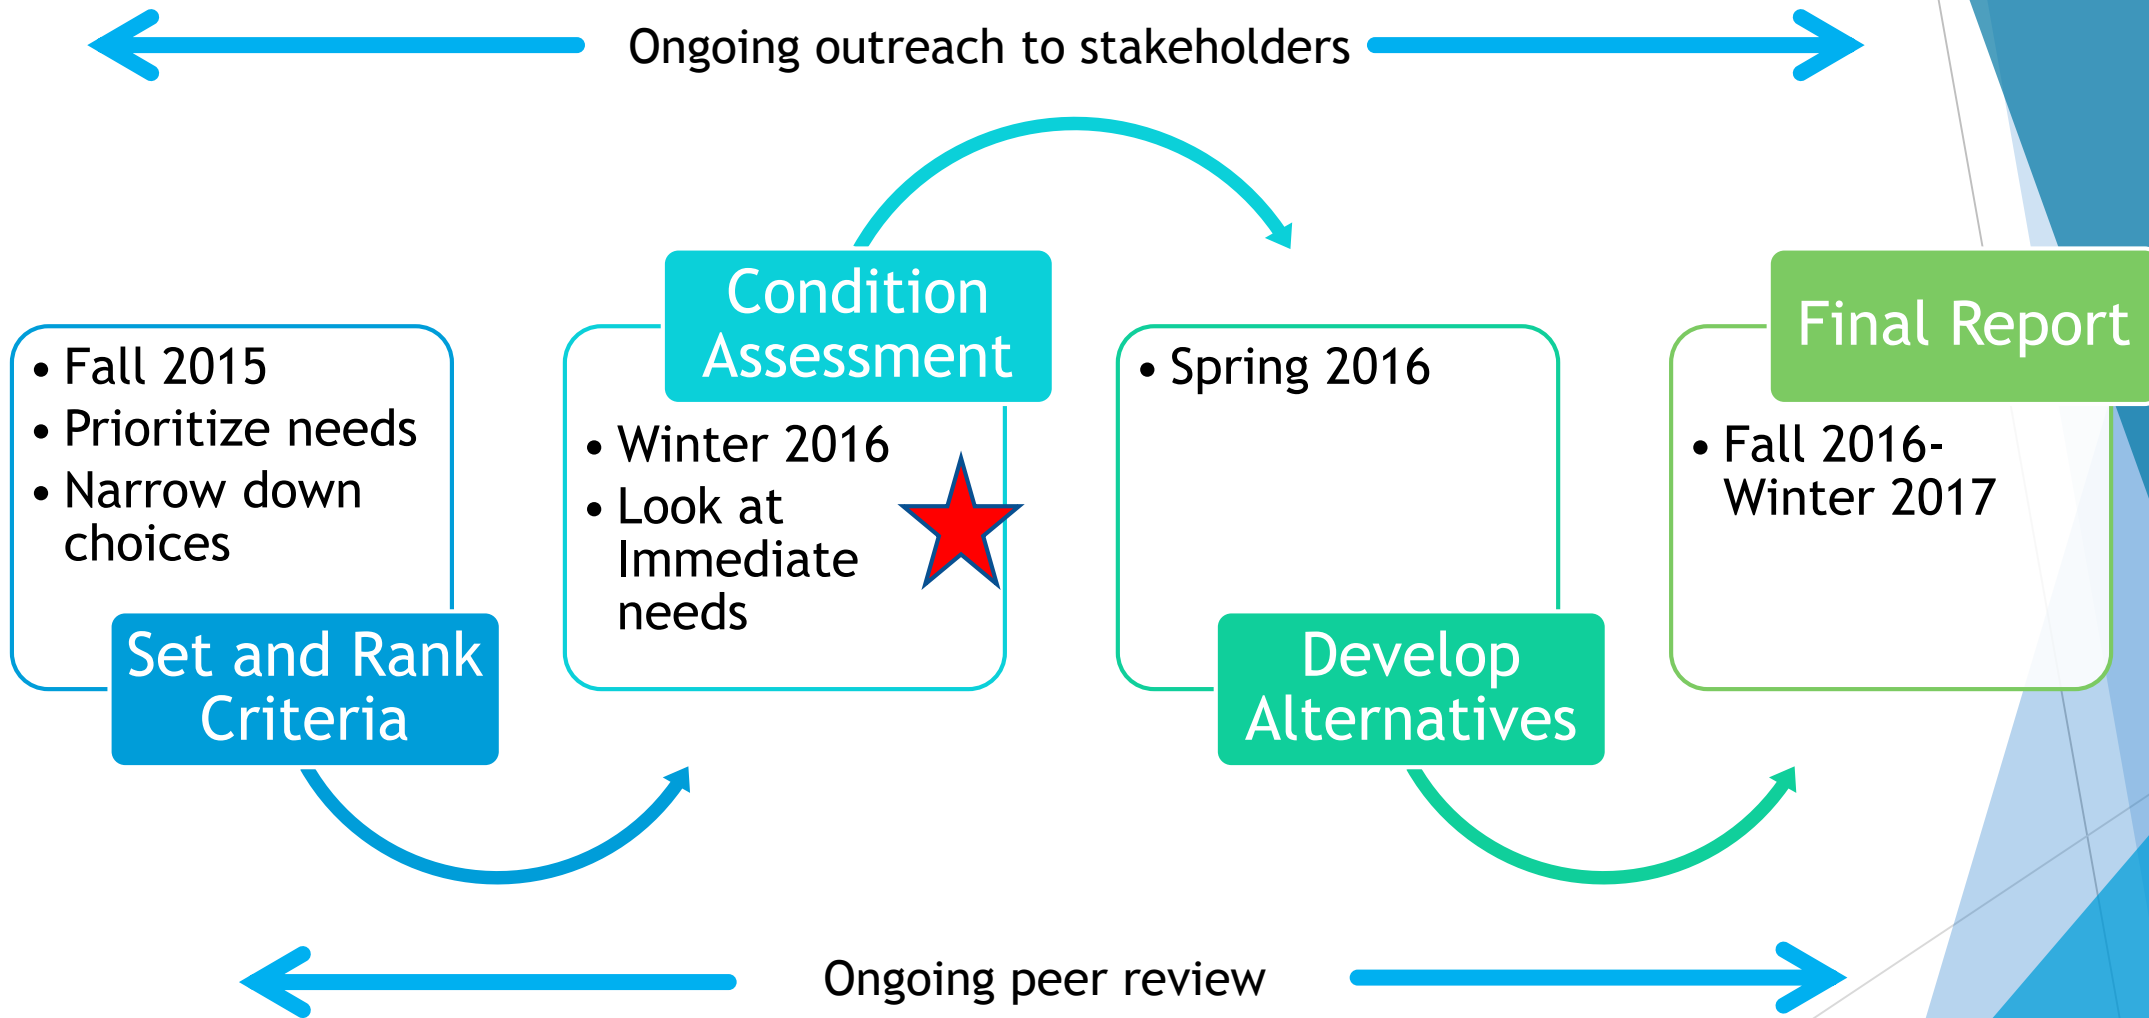 Ongoing outreach to stakeholders
• Fall 2015
• Prioritize needs
• Narrow down
choices
Set and Rank
Criteria
Condition
Assessment
• Winter 2016
• Look at
Immediate
needs
• Spring 2016
Develop
Alternatives
Final Report
• Fall 2016-
Winter 2017
Ongoing peer review